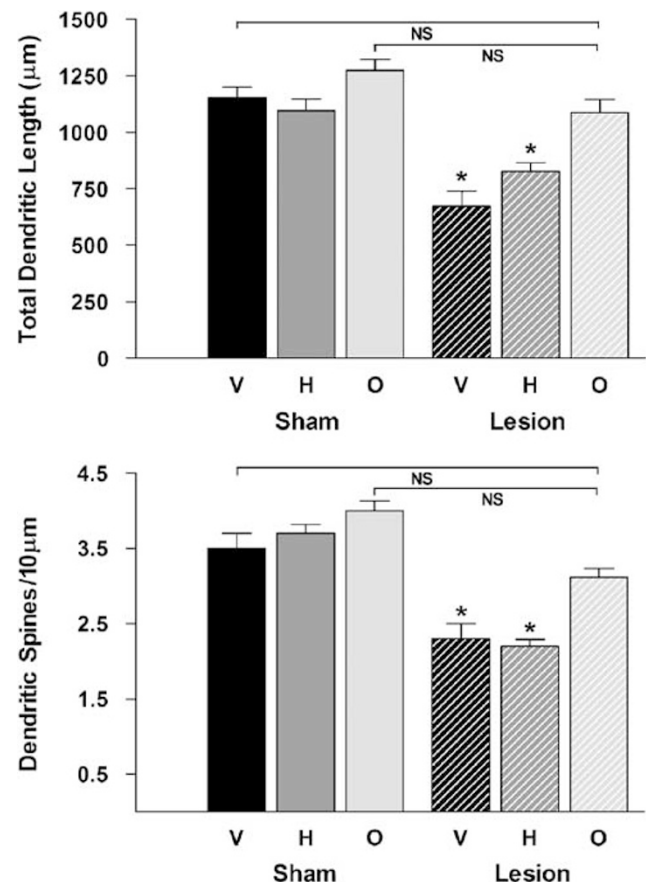 1500
1250
1000
750
500
250
0
Total Dendritic Length (μm)
NS
NS
* *
V H O V H O
Sham Lesion
4.5
3.5
2.5
1.5
0.5
Dendritic Spines/10μm
NS
NS
* *
V H O V H O
Sham Lesion